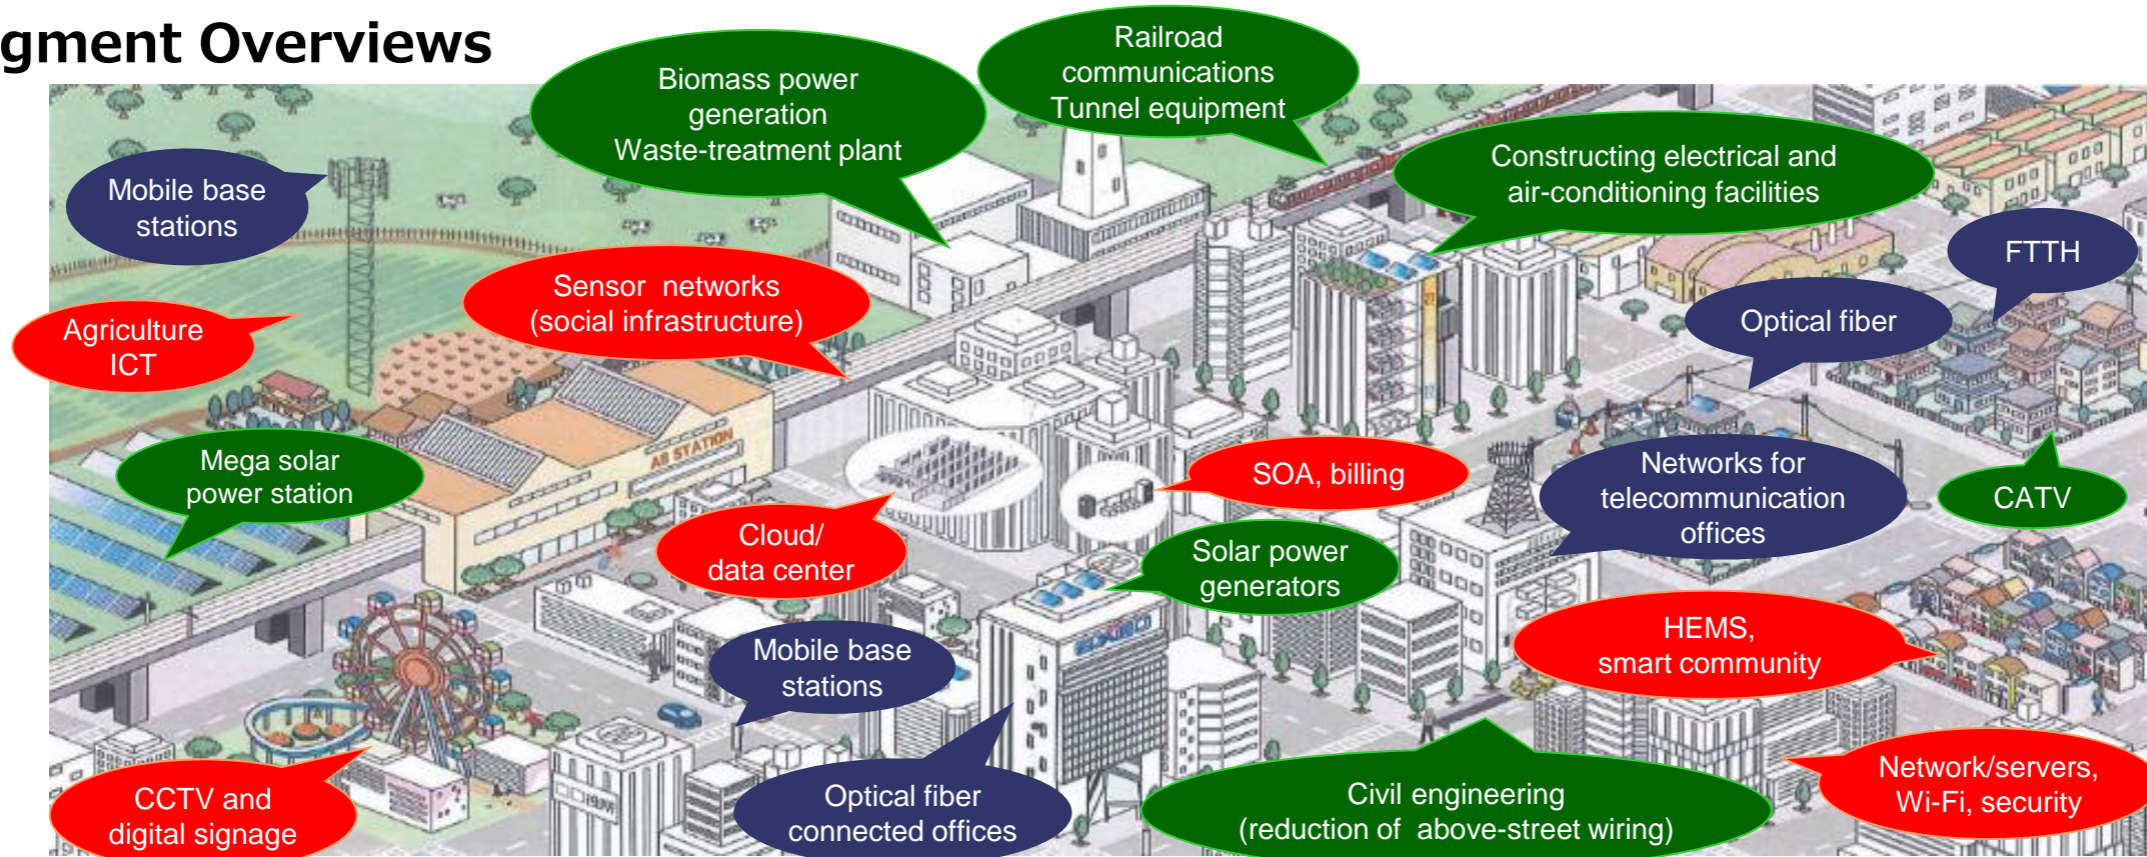 gment Overviews
Railroad
communications
Tunnel equipment
Biomass power
generation
Waste-treatment plant
Constructing electrical and
air-conditioning facilities
Mobile base
stations
FTTH
Sensor networks
(social infrastructure)
Optical fiber
Agriculture
ICT
AB STATION
Mega solar
power station
SOA, billing
Networks for
telecommunication
offices
CATV
Cloud/
data center
Solar power
generators
HEMS,
smart community
Mobile base
stations
Network/servers,
Wi-Fi, security
CCTV and
digital signage
Optical fiber
connected offices
Civil engineering
(reduction of above-street wiring)